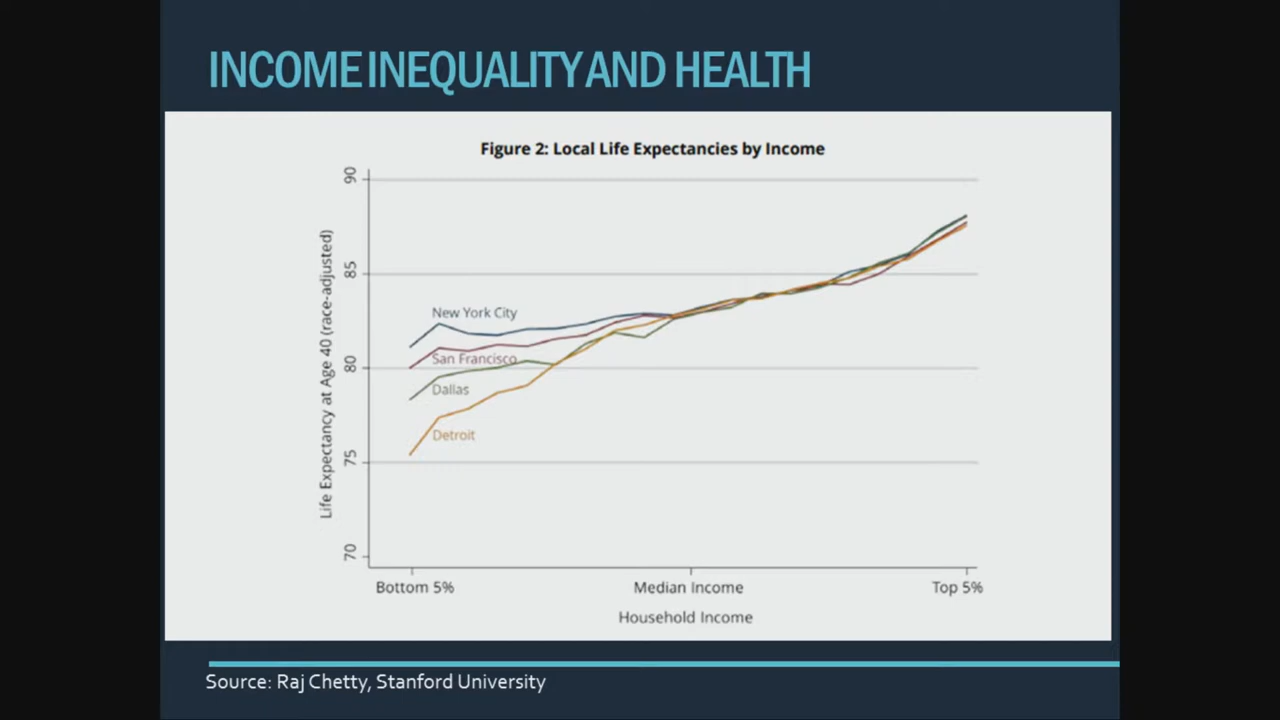 INCOME INEQUALITY AND HEALTH
Figure 2: Local Life Expectancies by Income
90
85
80
75
70
Life Expectancy at Age 40 (race-adjusted)
New York City
San Francisco
Dallas
Detroit
Bottom 5%
Median Income
Top 5%
Household Income
Source: Raj Chetty, Stanford University